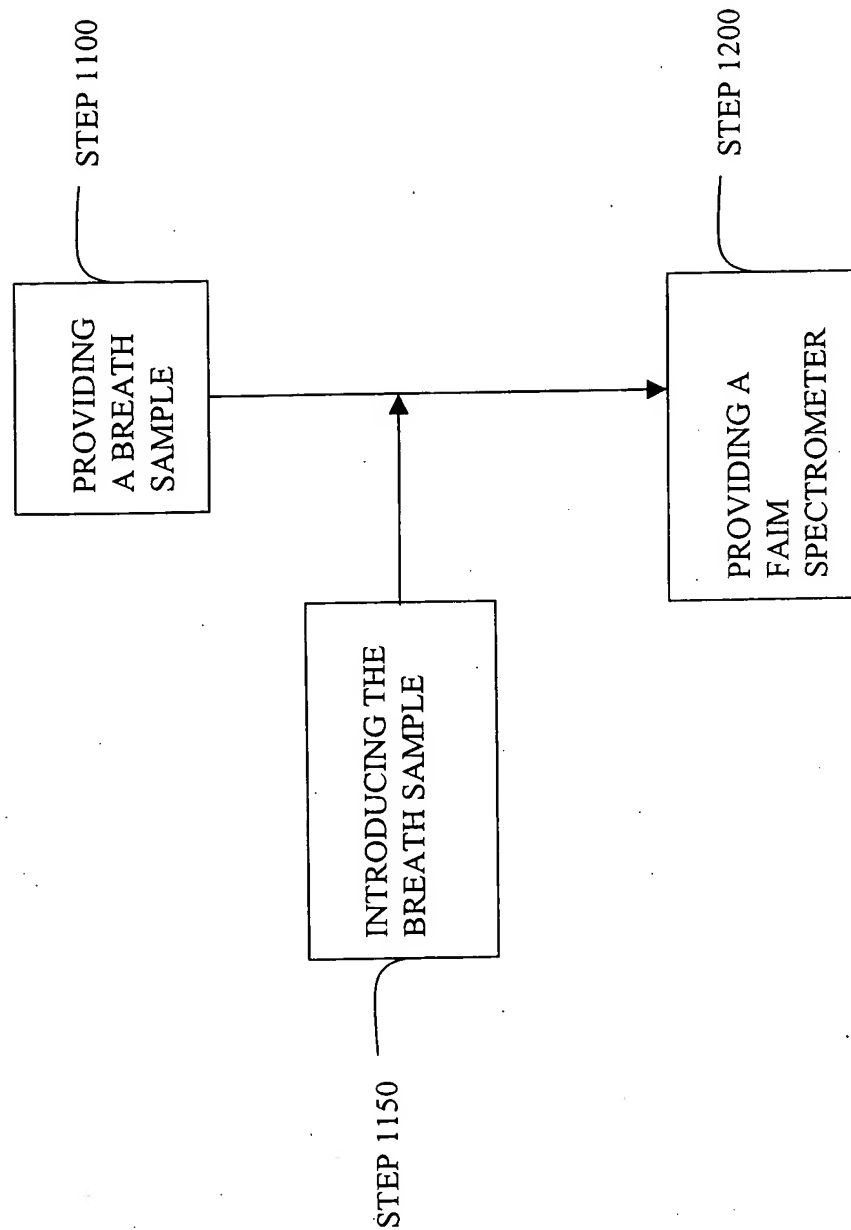 PROVIDING
A BREATH
SAMPLE
STEP 1100
INTRODUCING THE
BREATH SAMPLE
STEP 1150
PROVIDING A
FAIM
SPECTROMETER
STEP 1200